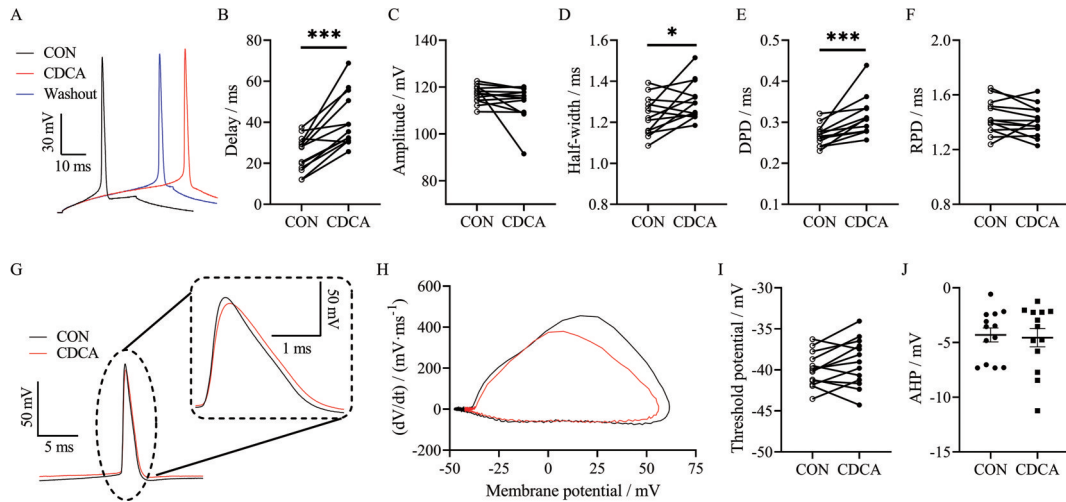 A
CON
CDCA
Washout
30 mV
10 ms
B
***
Delay / ms
80
60
40
20
0
CON CDCA
C
Amplitude / mV
140
120
100
80
CON CDCA
D
*
Half-width / ms
1.6
1.4
1.2
1.0
0.8
CON CDCA
E
***
DPD / ms
0.5
0.4
0.3
0.2
0.1
CON CDCA
F
RPD / ms
2.0
1.6
1.2
0.8
0.4
CON CDCA
G
CON
CDCA
50 mV
5 ms
50 mV
1 ms
H
(dV/dt) / (mV·ms⁻¹)
600
400
200
0
-200
-50 -25 0 25 50 75
Membrane potential / mV
I
Threshold potential / mV
-30
-35
-40
-45
-50
CON CDCA
J
AHP / mV
0
-5
-10
-15
CON CDCA